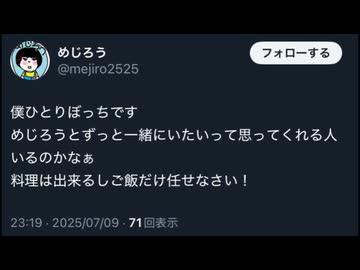 めじろう
@mejiro2525
フォローする
僕ひとりぼっちです
めじろうとずっと一緒にいたいって思ってくれる人
いるのかなぁ
料理は出来るしご飯だけ任せなさい！
23:19 · 2025/07/09 · 71回表示